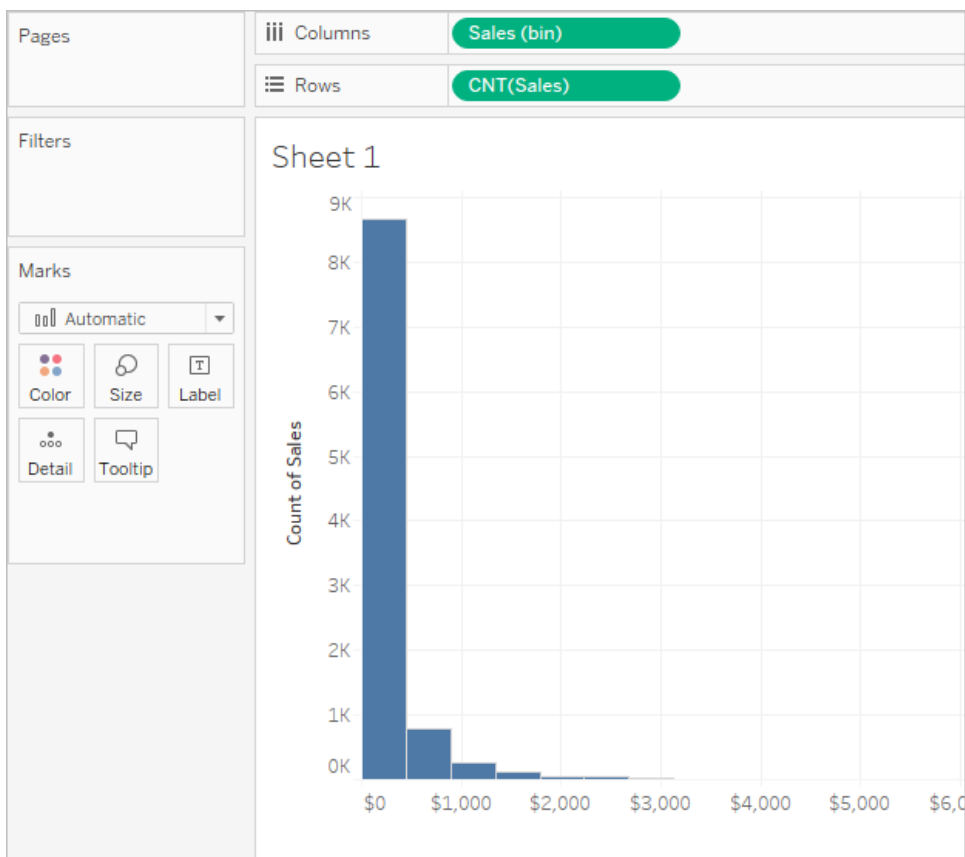 Pages
Columns
Sales (bin)
Rows
CNT(Sales)
Filters
Marks
Automatic
Color
Size
T
Label
Detail
Tooltip
Sheet 1
Count of Sales
9K
8K
7K
6K
5K
4K
3K
2K
1K
0K
$0 $1,000 $2,000 $3,000 $4,000 $5,000